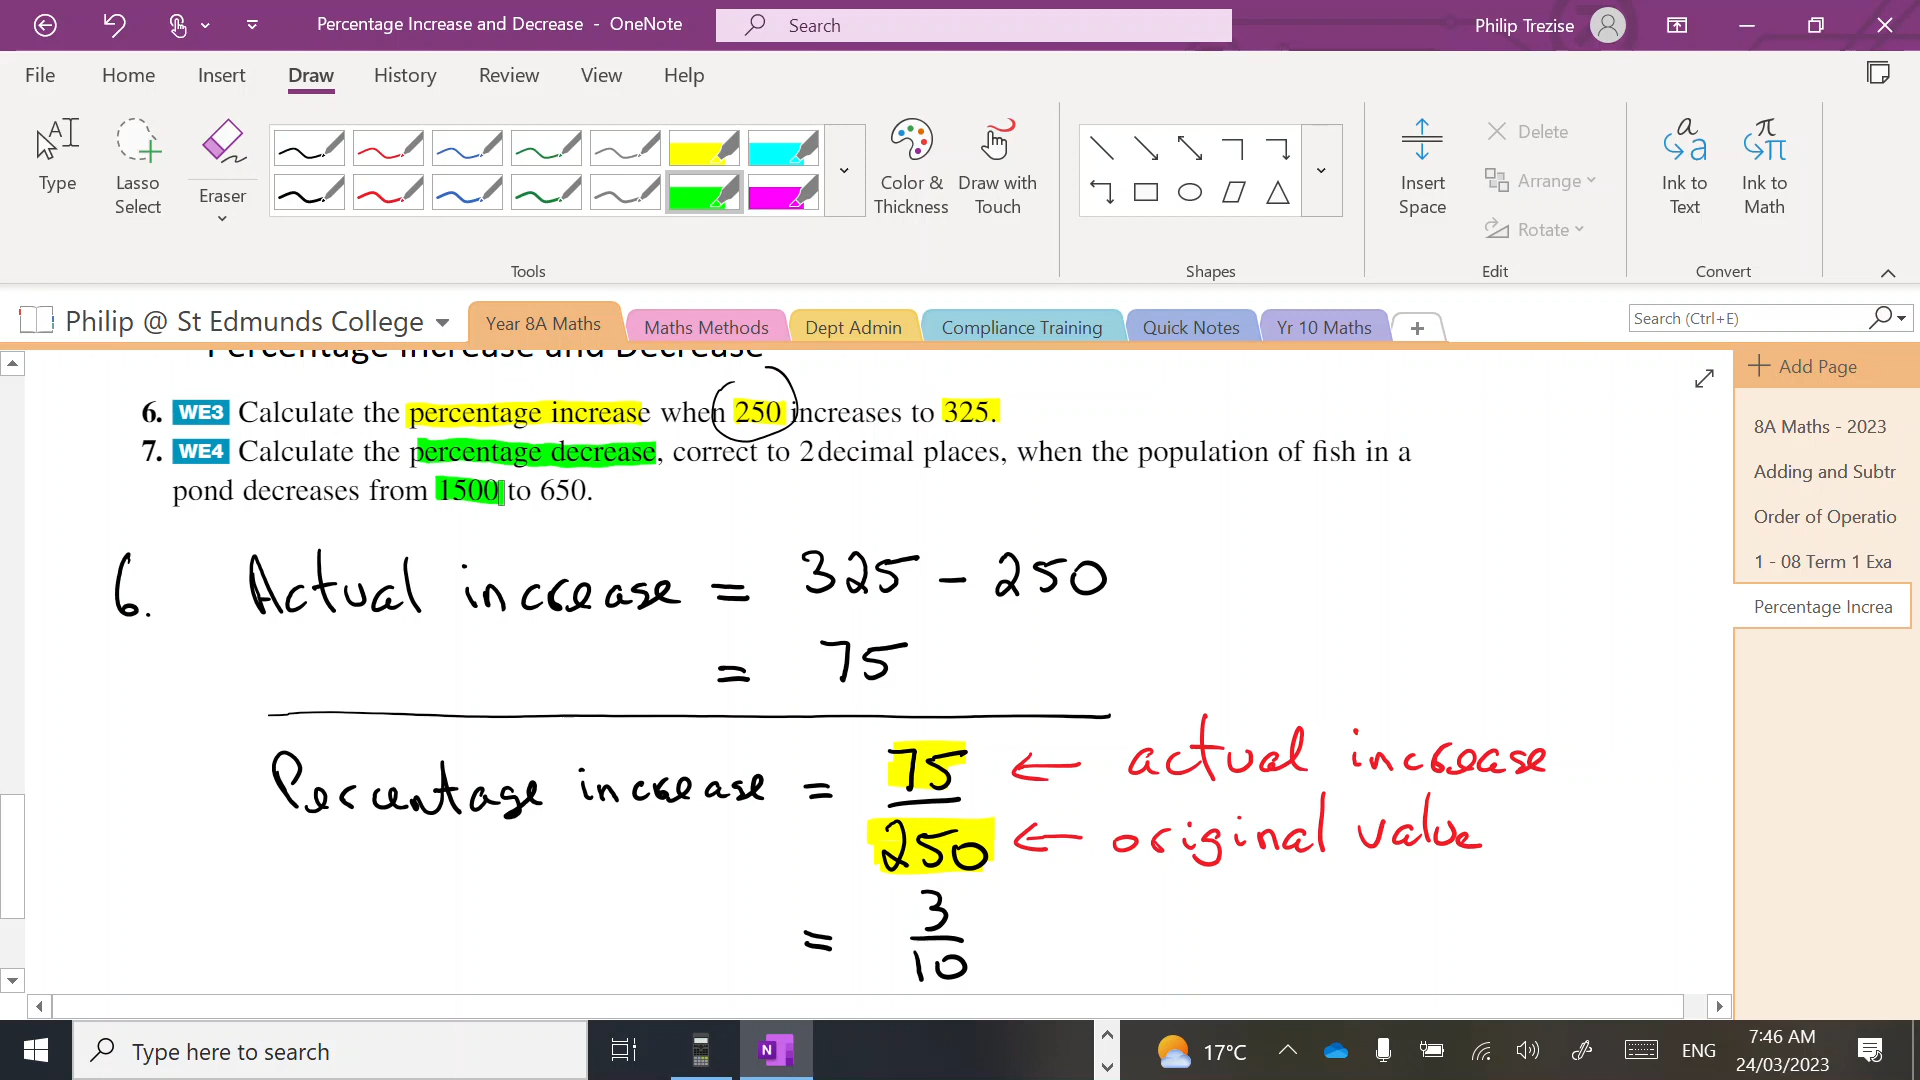 Percentage Increase and Decrease - OneNote
Search
Philip Trezise
File Home Insert Draw History Review View Help
Type
Lasso Select
Eraser
Color & Thickness
Draw with Touch
Insert Space
Delete
Arrange
Rotate
Ink to Text
Ink to Math
Tools
Shapes
Edit
Convert
Philip @ St Edmunds College
Year 8A Maths
Maths Methods
Dept Admin
Compliance Training
Quick Notes
Yr 10 Maths
Search (Ctrl+E)
Percentage Increase and Decrease
6. WE3 Calculate the percentage increase when 250 increases to 325.
7. WE4 Calculate the percentage decrease, correct to 2 decimal places, when the population of fish in a
pond decreases from 1500 to 650.
6. Actual increase = 325 - 250
= 75
Percentage increase = 75 ← actual increase
250 ← original value
= 3
10
Add Page
8A Maths - 2023
Adding and Subtr
Order of Operatio
1 - 08 Term 1 Exa
Percentage Increa
Type here to search
N
17°C
ENG
7:46 AM
24/03/2023